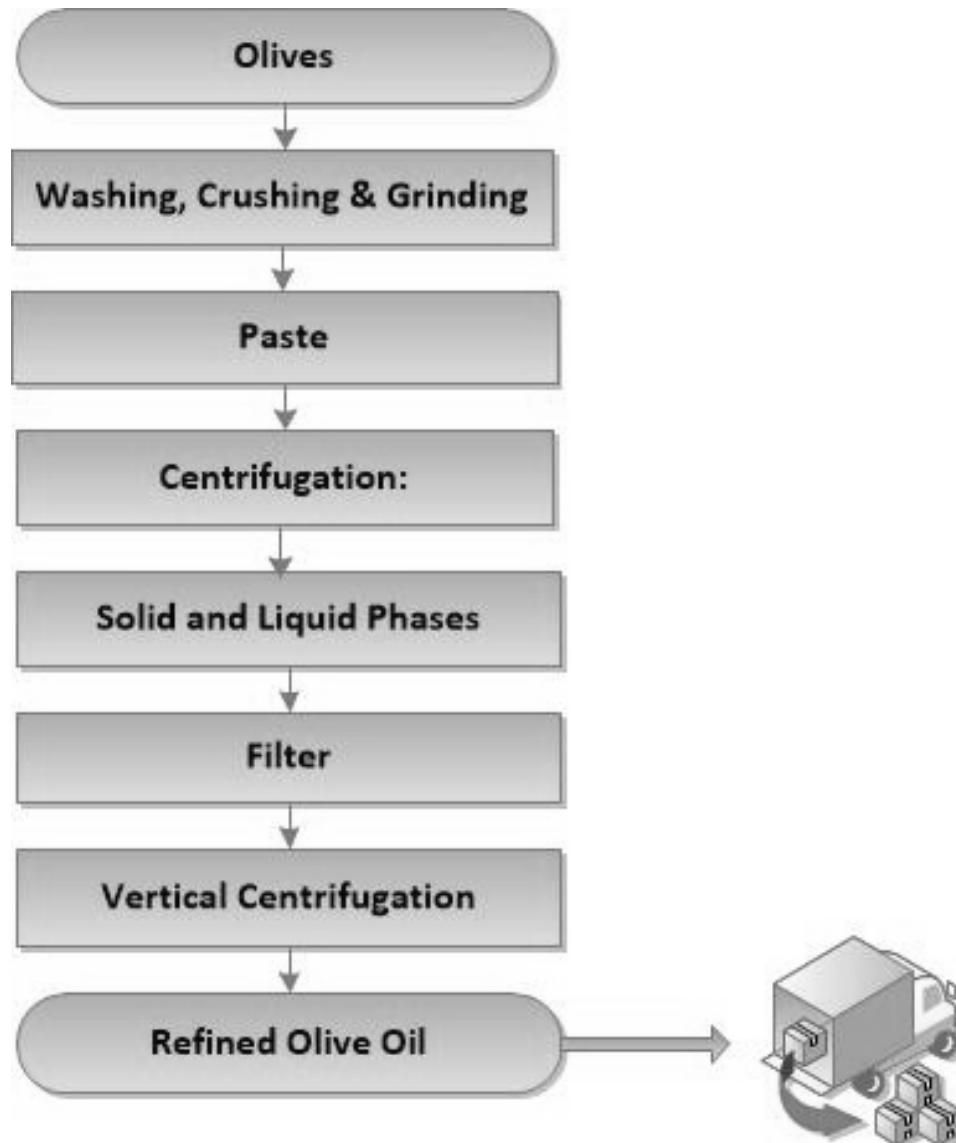 Olives
Washing, Crushing & Grinding
Paste
Centrifugation:
Solid and Liquid Phases
Filter
Vertical Centrifugation
Refined Olive Oil